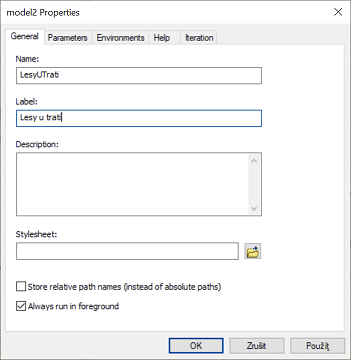 model2 Properties
General Parameters Environments Help Iteration
Name:
LesyUTrati
Label:
Lesy u trati
Description:
Stylesheet:
Store relative path names (instead of absolute paths)
Always run in foreground
OK Zrušit Použít